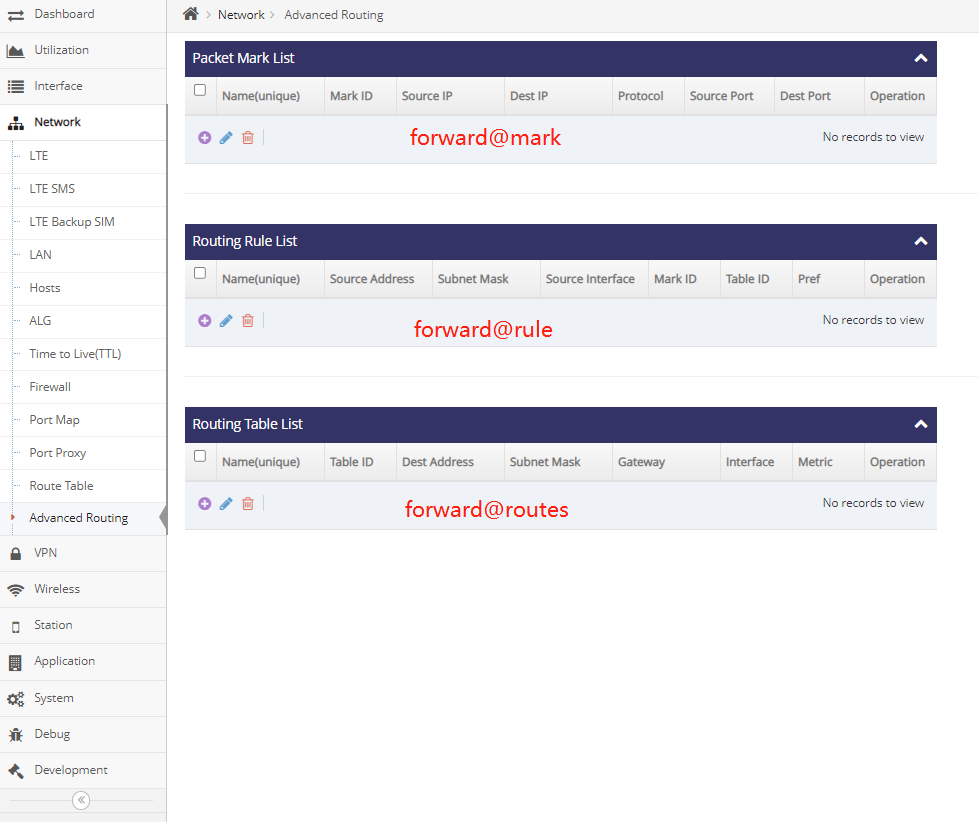 Dashboard
Utilization
Interface
Network
LTE
LTE SMS
LTE Backup SIM
LAN
Hosts
ALG
Time to Live(TTL)
Firewall
Port Map
Port Proxy
Route Table
Advanced Routing
VPN
Wireless
Station
Application
System
Debug
Development
Network Advanced Routing
Packet Mark List
Name(unique) Mark ID Source IP Dest IP Protocol Source Port Dest Port Operation
forward@mark No records to view
Routing Rule List
Name(unique) Source Address Subnet Mask Source Interface Mark ID Table ID Pref Operation
forward@rule No records to view
Routing Table List
Name(unique) Table ID Dest Address Subnet Mask Gateway Interface Metric Operation
forward@routes No records to view